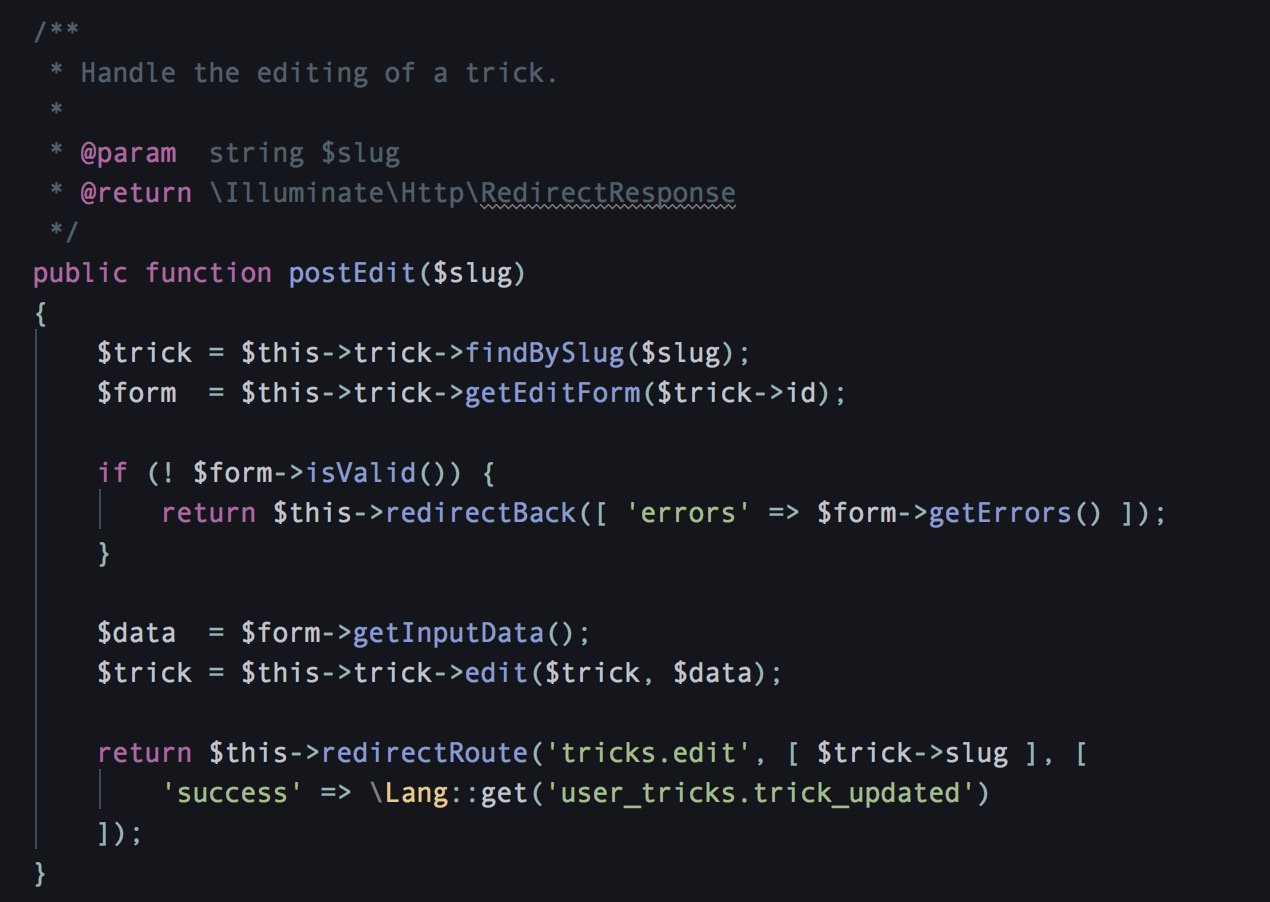 /**
 * Handle the editing of a trick.
 *
 * @param  string $slug
 * @return \Illuminate\Http\RedirectResponse
 */
public function postEdit($slug)
{
    $trick = $this->trick->findBySlug($slug);
    $form  = $this->trick->getEditForm($trick->id);

    if (! $form->isValid()) {
        return $this->redirectBack([ 'errors' => $form->getErrors() ]);
    }

    $data  = $form->getInputData();
    $trick = $this->trick->edit($trick, $data);

    return $this->redirectRoute('tricks.edit', [ $trick->slug ], [
        'success' => \Lang::get('user_tricks.trick_updated')
    ]);
}